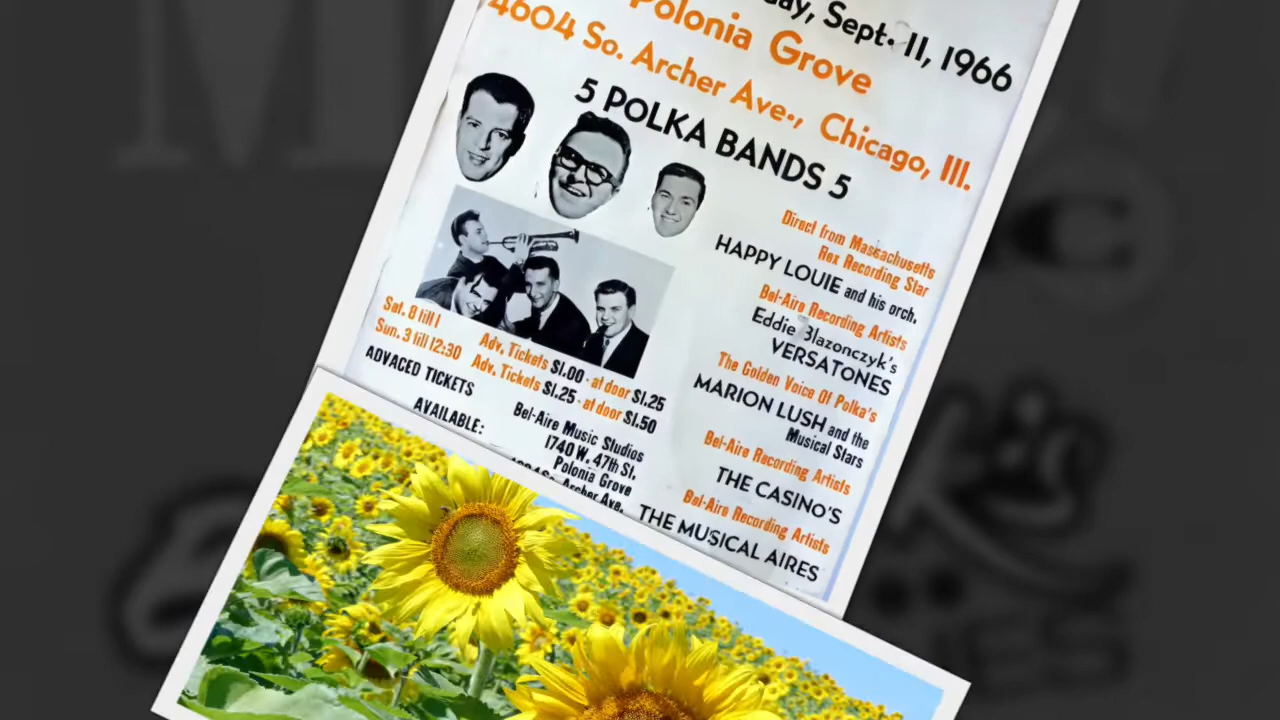 day, Sept. 11, 1966
Polonia Grove
4604 So. Archer Ave., Chicago, Ill.
5 POLKA BANDS 5
Direct from Massachusetts
Rex Recording Star
HAPPY LOUIE and his orch.
Bel-Aire Recording Artists
Eddie Blazonczyk's
VERSATONES
The Golden Voice Of Polka's
MARION LUSH and the
Musical Stars
Bel-Aire Recording Artists
THE CASINO'S
Bel-Aire Recording Artists
THE MUSICAL AIRES
Sat. 8 till 1 Adv. Tickets $1.00 - at door $1.25
Sun. 3 till 12:30 Adv. Tickets $1.25 - at door $1.50
ADVACED TICKETS
AVAILABLE:
Bel-Aire Music Studios
1740 W. 47th St.
Polonia Grove
So. Archer Ave.